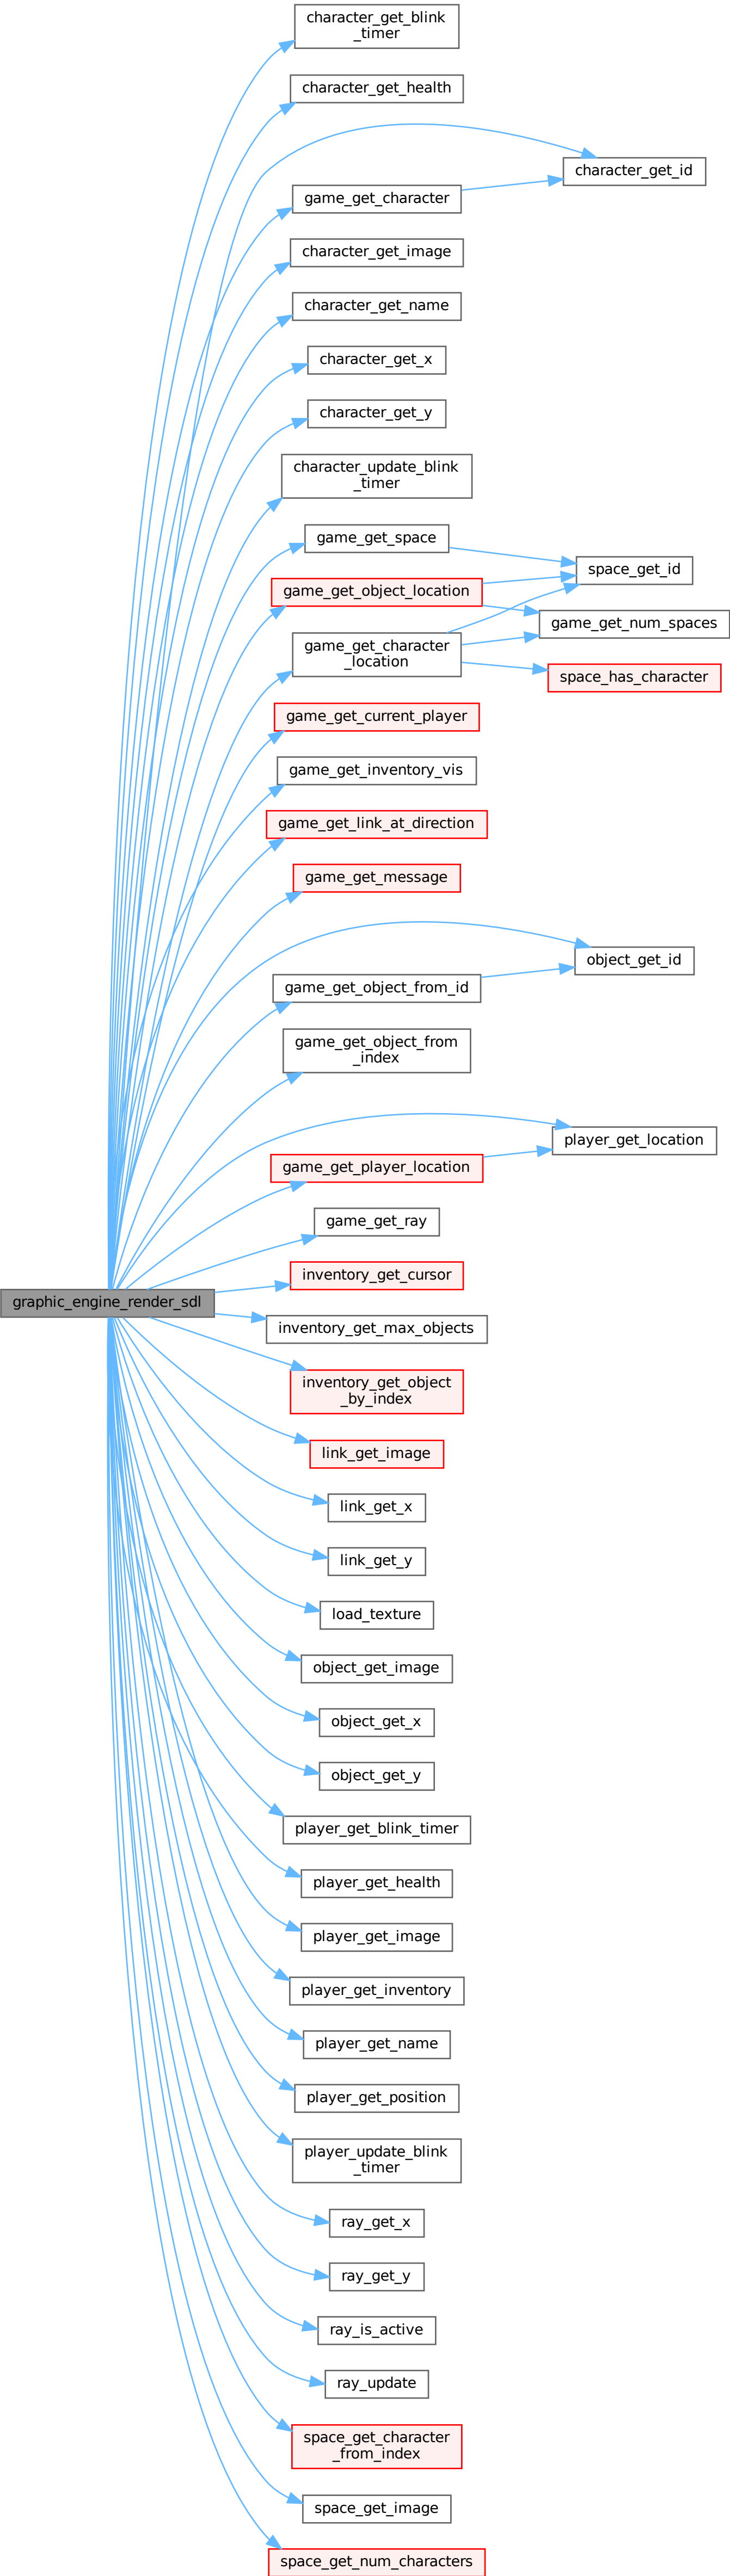 character_get_blink
_timer
character_get_health
character_get_id
game_get_character
character_get_image
character_get_name
character_get_x
character_get_y
character_update_blink
_timer
game_get_space
space_get_id
game_get_object_location
game_get_num_spaces
game_get_character
_location
space_has_character
game_get_current_player
game_get_inventory_vis
game_get_link_at_direction
game_get_message
object_get_id
game_get_object_from_id
game_get_object_from
_index
player_get_location
game_get_player_location
game_get_ray
inventory_get_cursor
graphic_engine_render_sdl
inventory_get_max_objects
inventory_get_object
_by_index
link_get_image
link_get_x
link_get_y
load_texture
object_get_image
object_get_x
object_get_y
player_get_blink_timer
player_get_health
player_get_image
player_get_inventory
player_get_name
player_get_position
player_update_blink
_timer
ray_get_x
ray_get_y
ray_is_active
ray_update
space_get_character
_from_index
space_get_image
space_get_num_characters